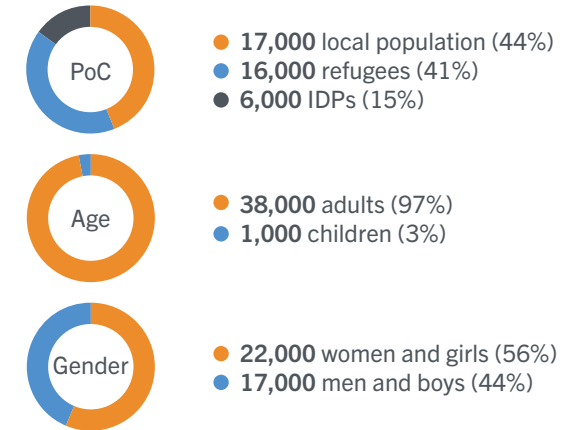 PoC
17,000 local population (44%)
16,000 refugees (41%)
6,000 IDPs (15%)
Age
38,000 adults (97%)
1,000 children (3%)
Gender
22,000 women and girls (56%)
17,000 men and boys (44%)